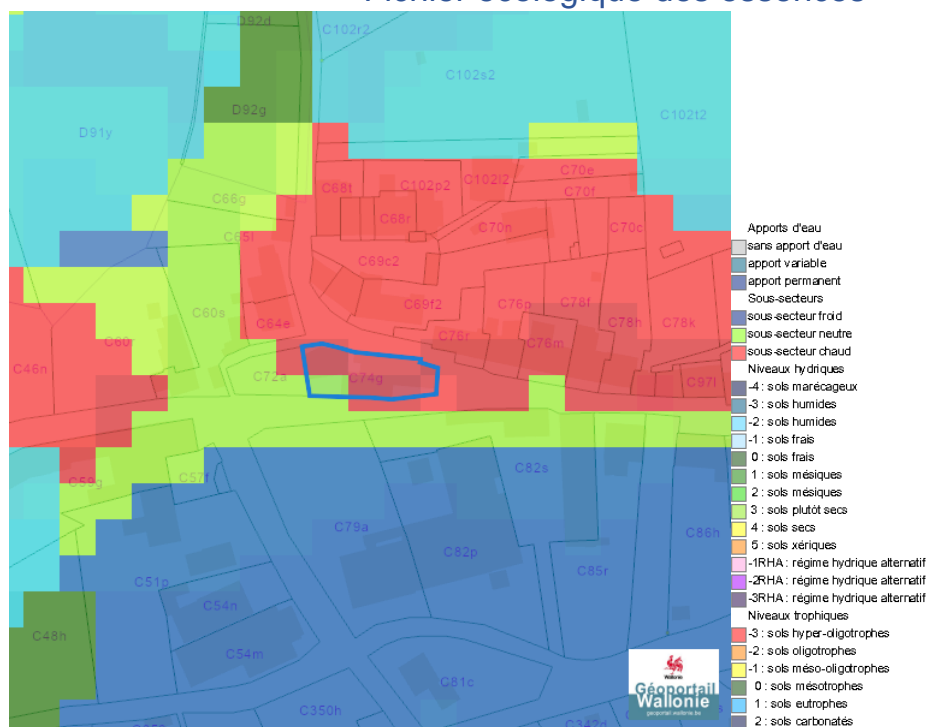 Fichier écologique des essences
D92d
C102r2
C102s2
D92g
C102t2
D91y
C70e
C68t
C102p2
C102l2
C70f
C66g
C68r
C70n
C70c
C65l
C69c2
C60s
C69f2
C76p
C78f
C64e
C76r
C78h
C78k
C60
C76m
C46n
C72a
C74g
C97l
C57f
C82s
C59g
C79a
C86h
C82p
C51p
C85r
C54n
C48h
C54m
C81c
C350h
C342d
Apports d'eau
sans apport d'eau
apport variable
apport permanent
Sous-secteurs
sous-secteur froid
sous-secteur neutre
sous-secteur chaud
Niveaux hydriques
-4 : sols marécageux
-3 : sols humides
-2 : sols humides
-1 : sols frais
0 : sols frais
1 : sols mésiques
2 : sols mésiques
3 : sols plutôt secs
4 : sols secs
5 : sols xériques
-1RHA : régime hydrique alternatif
-2RHA : régime hydrique alternatif
-3RHA : régime hydrique alternatif
Niveaux trophiques
-3 : sols hyper-oligotrophes
-2 : sols oligotrophes
-1 : sols méso-oligotrophes
0 : sols mésotrophes
1 : sols eutrophes
2 : sols carbonatés
Wallonie
Géoportail
Wallonie
geoportail.wallonie.be